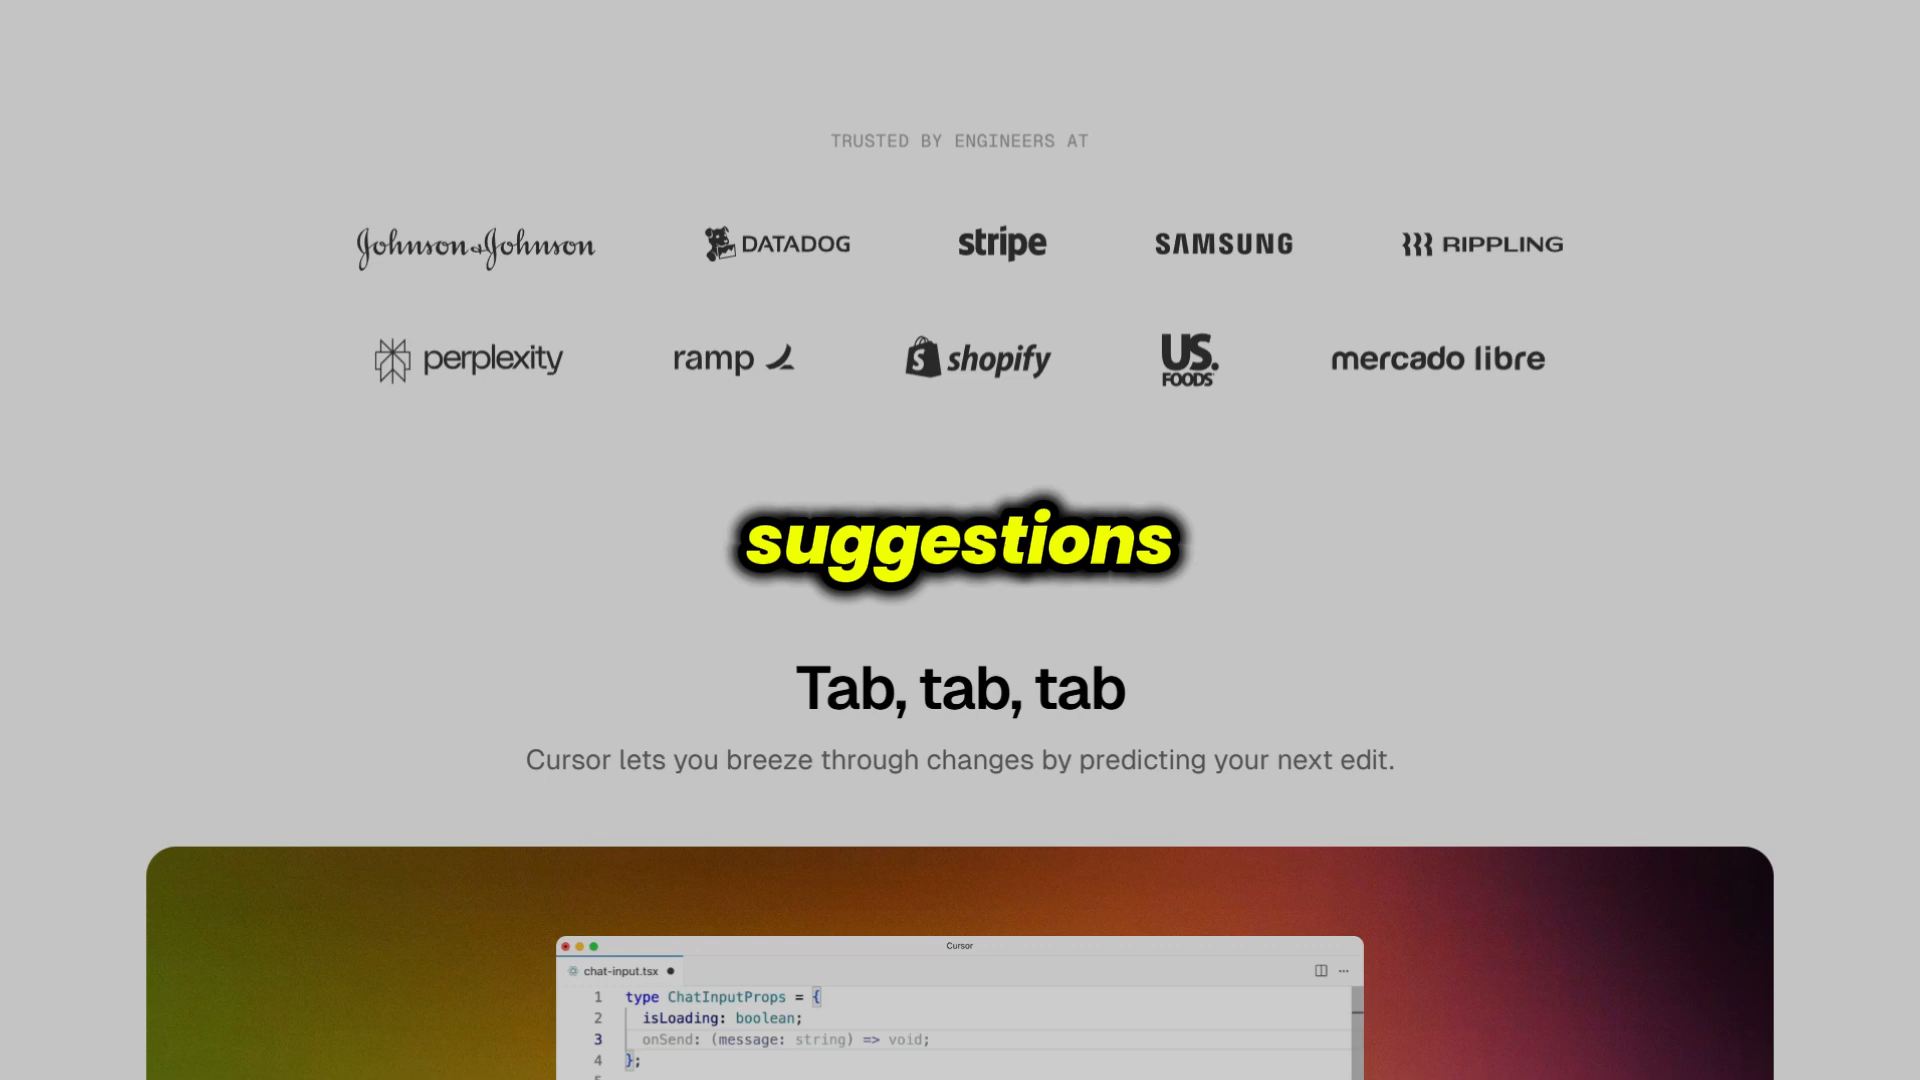 TRUSTED BY ENGINEERS AT
Johnson&Johnson DATADOG stripe SAMSUNG RIPPLING
perplexity ramp shopify US. FOODS mercado libre
suggestions
Tab, tab, tab
Cursor lets you breeze through changes by predicting your next edit.
Cursor
chat-input.tsx
1 type ChatInputProps = {
2 isLoading: boolean;
3 onSend: (message: string) => void;
4 };